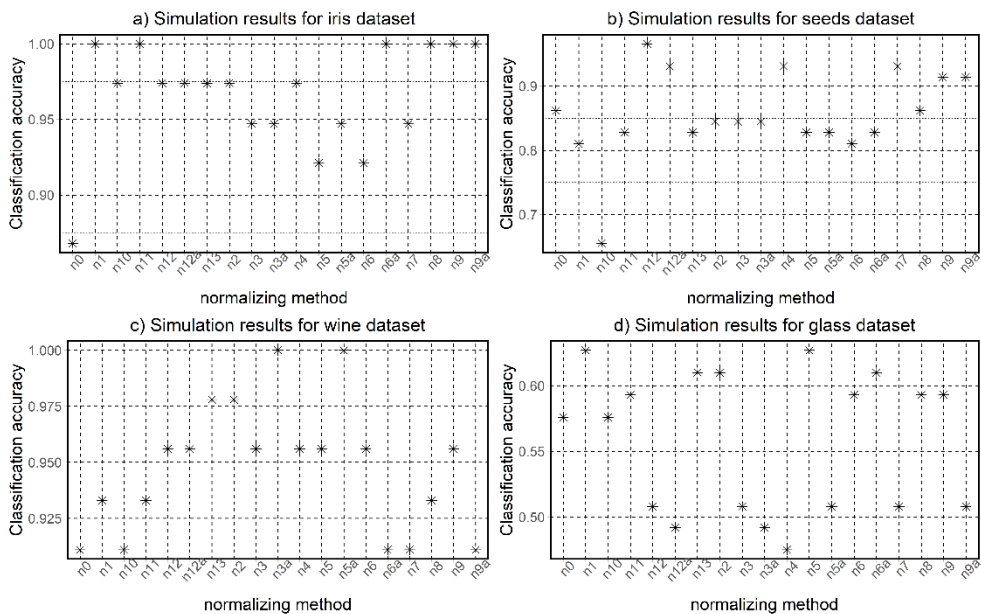 a) Simulation results for iris dataset
Classification accuracy
1.00
0.95
0.90
n0 n1 n10 n11 n12 n12a n13 n2 n3 n3a n4 n5 n5a n6 n6a n7 n8 n9 n9a
normalizing method
b) Simulation results for seeds dataset
Classification accuracy
0.9
0.8
0.7
n0 n1 n10 n11 n12 n12a n13 n2 n3 n3a n4 n5 n5a n6 n6a n7 n8 n9 n9a
normalizing method
c) Simulation results for wine dataset
Classification accuracy
1.000
0.975
0.950
0.925
n0 n1 n10 n11 n12 n12a n13 n2 n3 n3a n4 n5 n5a n6 n6a n7 n8 n9 n9a
normalizing method
d) Simulation results for glass dataset
Classification accuracy
0.60
0.55
0.50
n0 n1 n10 n11 n12 n12a n13 n2 n3 n3a n4 n5 n5a n6 n6a n7 n8 n9 n9a
normalizing method